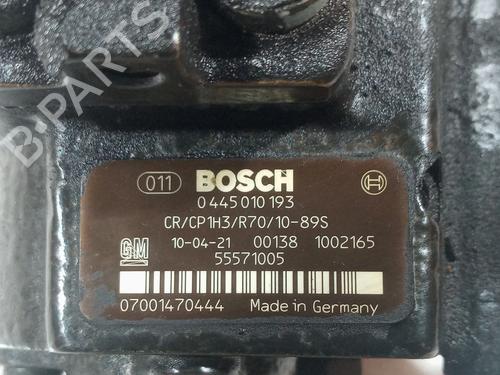 B-PARTS
011 BOSCH
0 445 010 193
CR/CP1H3/R70/10-89S
GM 10-04-21 00138 1002165
55571005
07001470444 Made in Germany